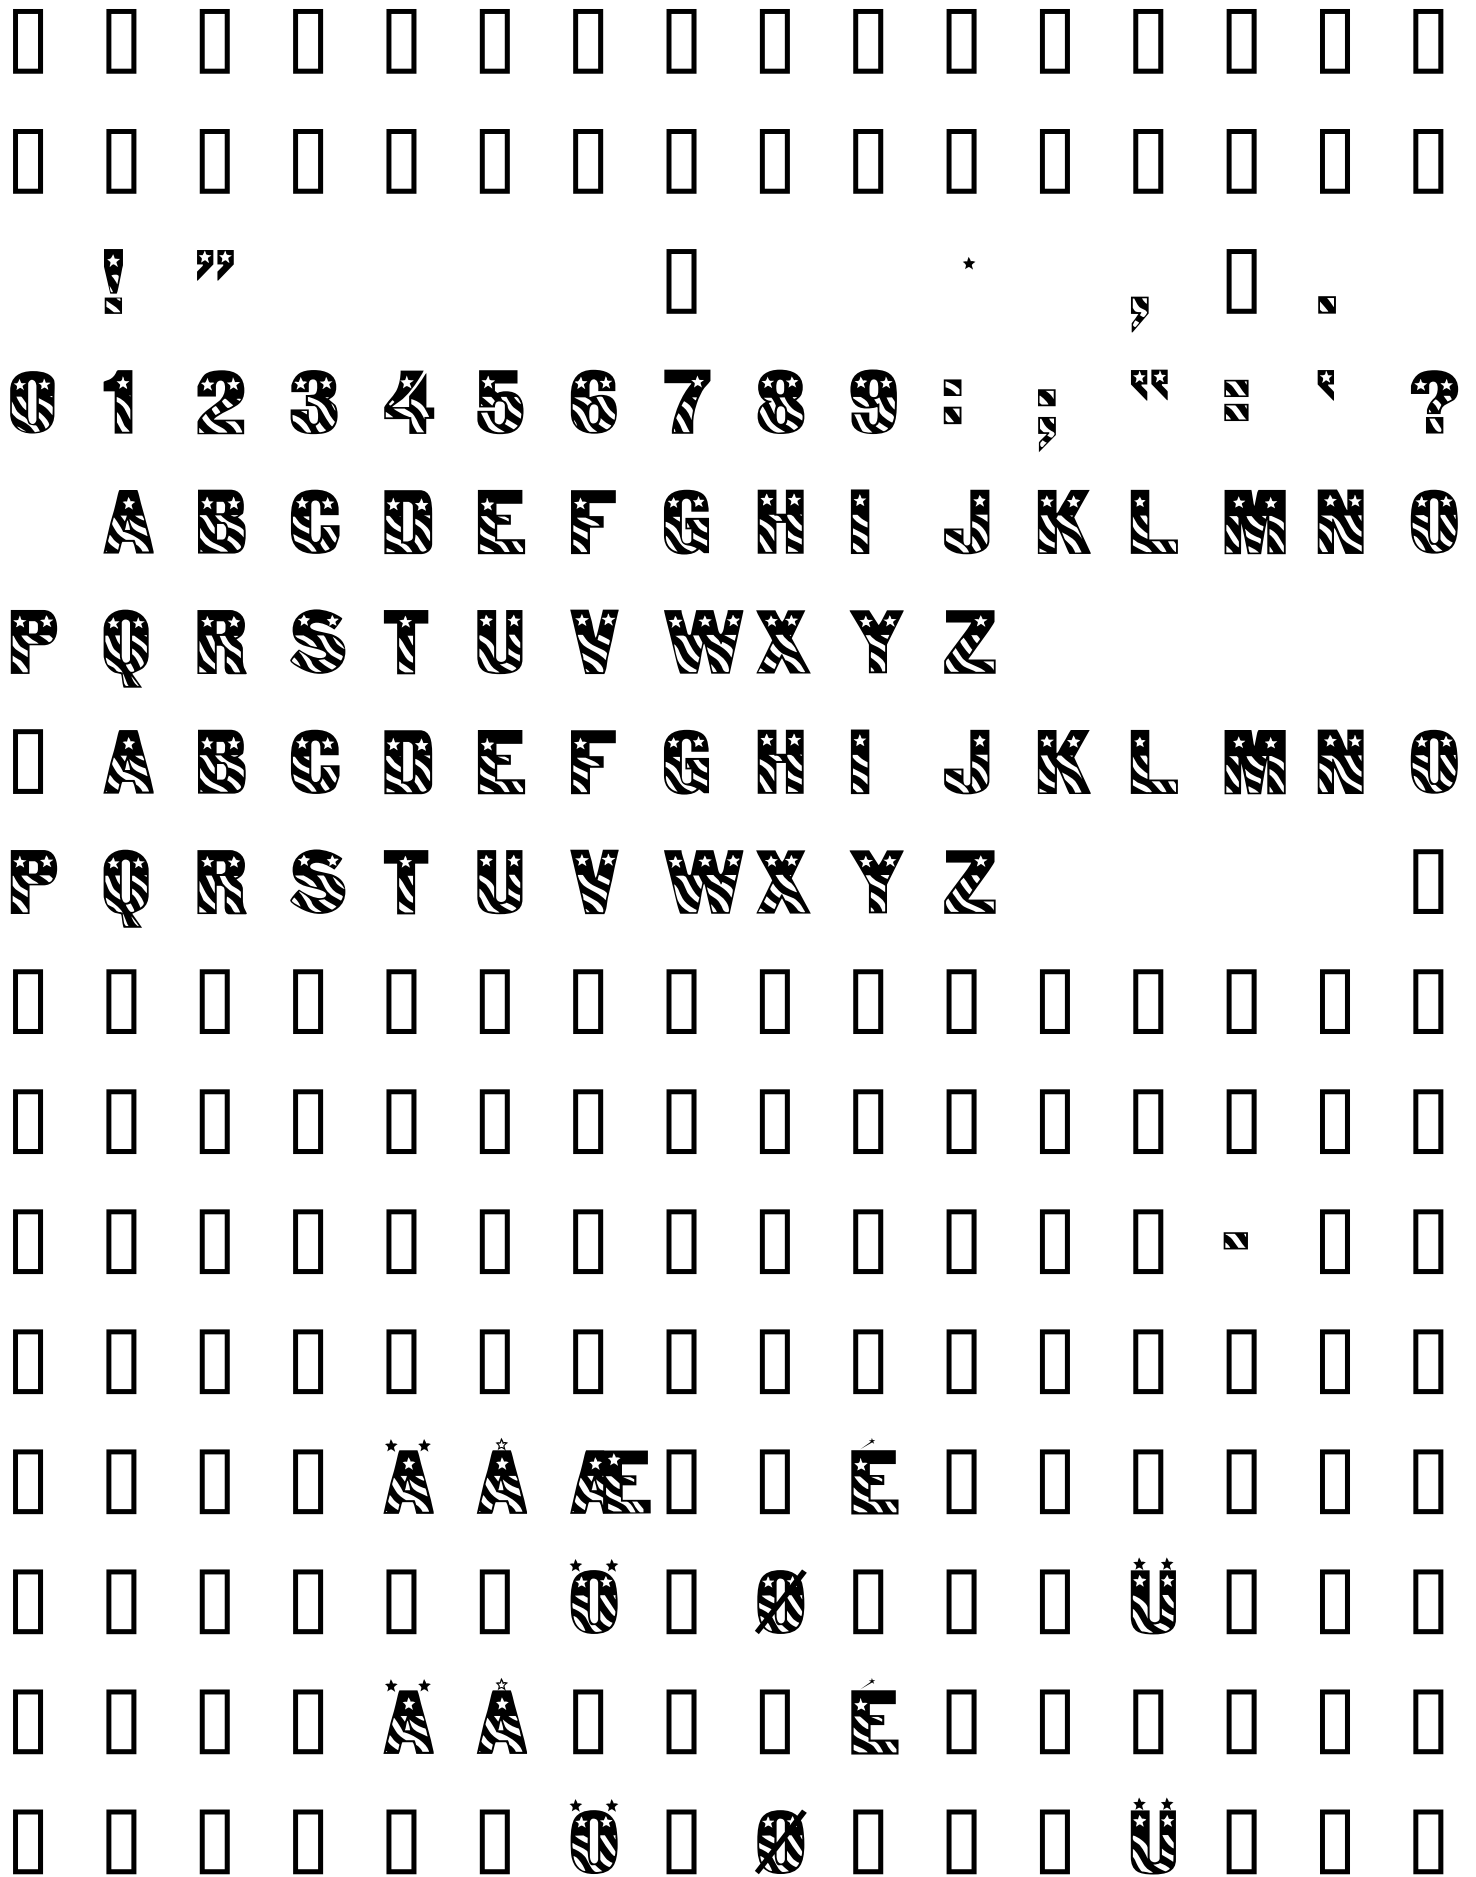 ! ” * , .
0 1 2 3 4 5 6 7 8 9 : ; “ = ‘ ?
A B C D E F G H I J K L M N O
P Q R S T U V W X Y Z
A B C D E F G H I J K L M N O
P Q R S T U V W X Y Z
-
Ä Å Æ É
Ö Ø Ü
Ä Å É
Ö Ø Ü